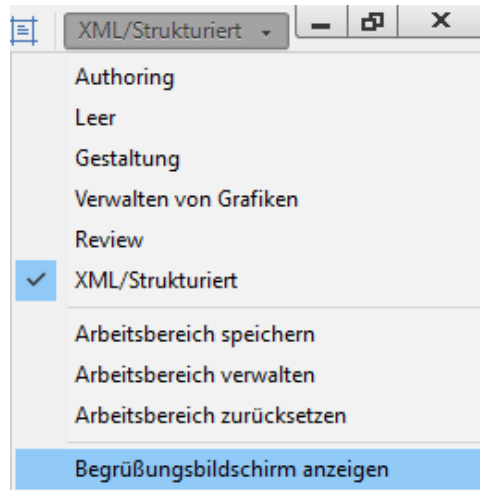 XML/Strukturiert
Authoring
Leer
Gestaltung
Verwalten von Grafiken
Review
XML/Strukturiert
Arbeitsbereich speichern
Arbeitsbereich verwalten
Arbeitsbereich zurücksetzen
Begrüßungsbildschirm anzeigen